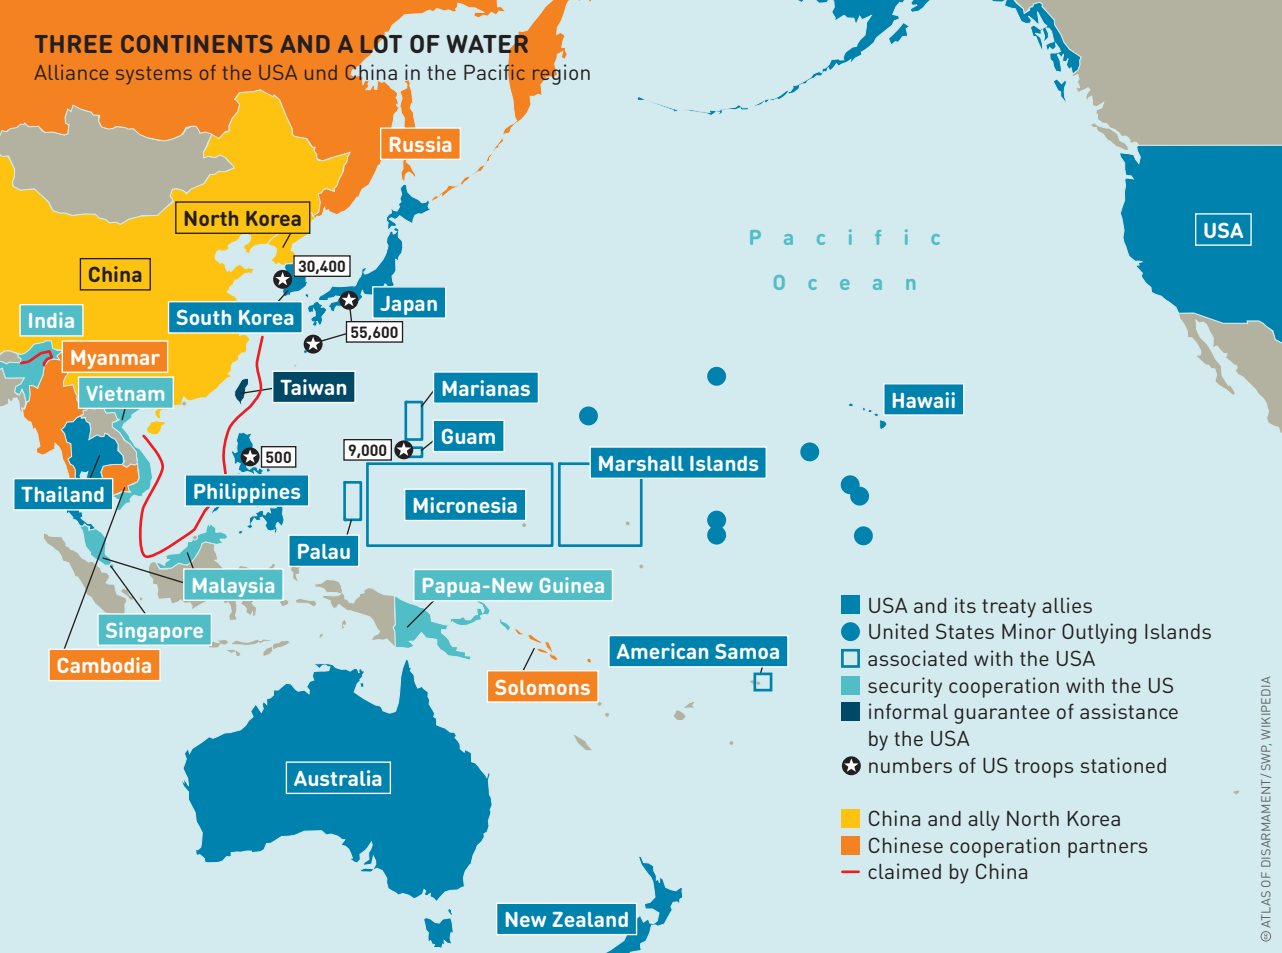 THREE CONTINENTS AND A LOT OF WATER
Alliance systems of the USA und China in the Pacific region
Russia
North Korea
China
30,400
South Korea
Japan
55,600
India
Myanmar
Vietnam
Taiwan
Marianas
Guam
9,000
500
Thailand
Philippines
Micronesia
Marshall Islands
Palau
Malaysia
Singapore
Cambodia
Papua-New Guinea
Solomons
American Samoa
Australia
New Zealand
Pacific
Ocean
USA
Hawaii
USA and its treaty allies
United States Minor Outlying Islands
associated with the USA
security cooperation with the US
informal guarantee of assistance
by the USA
numbers of US troops stationed
China and ally North Korea
Chinese cooperation partners
claimed by China
cc ATLAS OF DISARMAMENT / SWP, WIKIPEDIA